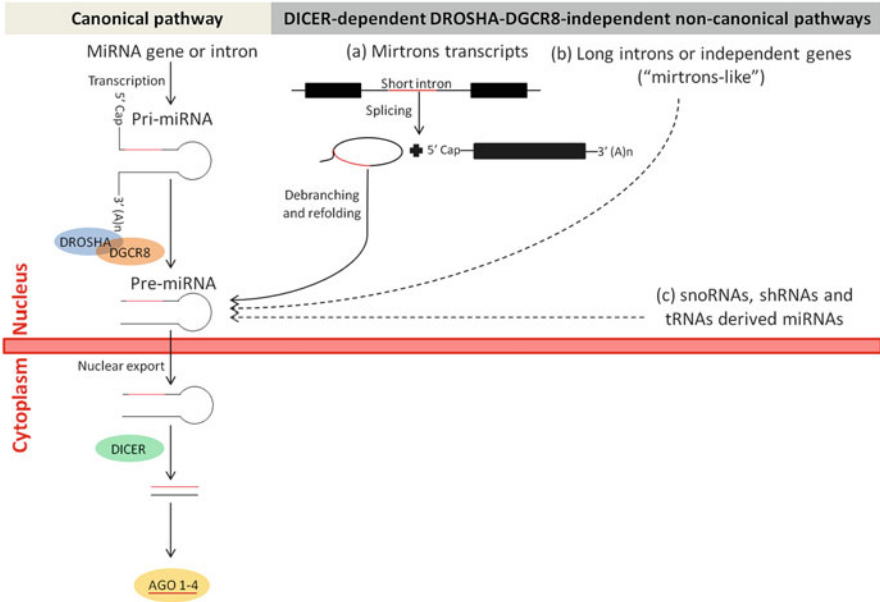 Canonical pathway
DICER-dependent DROSHA-DGCR8-independent non-canonical pathways
MiRNA gene or intron
Transcription
5' Cap
Pri-miRNA
3' (A)n
DROSHA
DGCR8
Pre-miRNA
(a) Mirtrons transcripts
Short intron
Splicing
5' Cap
3' (A)n
Debranching
and refolding
(b) Long introns or independent genes
(“mirtrons-like”)
(c) snoRNAs, shRNAs and
tRNAs derived miRNAs
Nucleus
Cytoplasm
Nuclear export
DICER
AGO 1-4